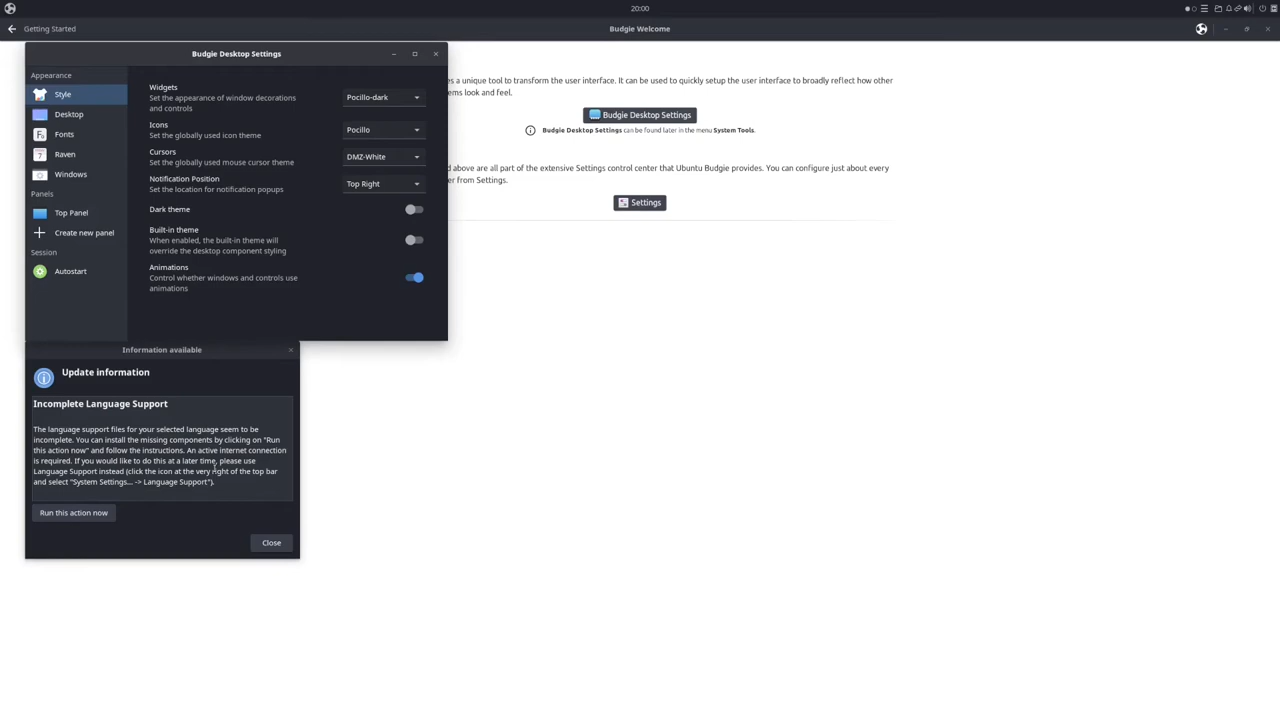 20:00
Getting Started
Budgie Welcome
Budgie Desktop Settings
Appearance
Style
Desktop
Fonts
Raven
Windows
Panels
Top Panel
Create new panel
Session
Autostart
Widgets
Set the appearance of window decorations
and controls
Pocillo-dark
Icons
Set the globally used icon theme
Pocillo
Cursors
Set the globally used mouse cursor theme
DMZ-White
Notification Position
Set the location for notification popups
Top Right
Dark theme
Built-in theme
When enabled, the built-in theme will
override the desktop component styling
Animations
Control whether windows and controls use
animations
es a unique tool to transform the user interface. It can be used to quickly setup the user interface to broadly reflect how other
ems look and feel.
Budgie Desktop Settings
Budgie Desktop Settings can be found later in the menu System Tools.
d above are all part of the extensive Settings control center that Ubuntu Budgie provides. You can configure just about every
er from Settings.
Settings
Information available
Update information
Incomplete Language Support
The language support files for your selected language seem to be
incomplete. You can install the missing components by clicking on "Run
this action now" and follow the instructions. An active internet connection
is required. If you would like to do this at a later time, please use
Language Support instead (click the icon at the very right of the top bar
and select "System Settings... -> Language Support").
Run this action now
Close